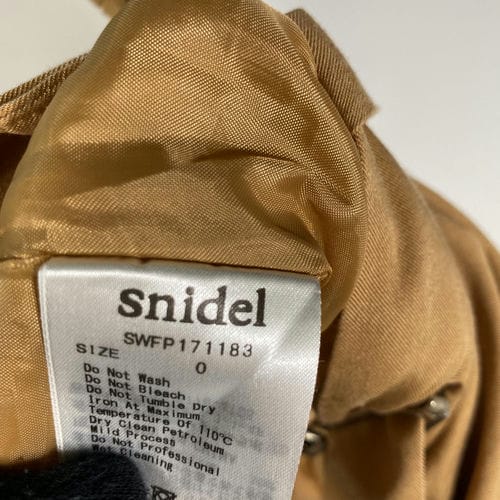 snidel
SWFP171183
SIZE 0
Do Not Wash
Do Not Bleach
Do Not Tumble Dry
Iron At Maximum
Temperature Of 110℃
Dry Clean Petroleum
Mild Process
Do Not Professional
Wet Cleaning